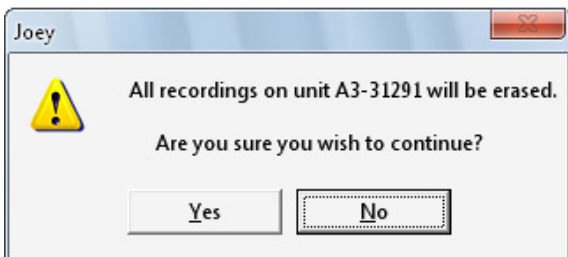 Joey
All recordings on unit A3-31291 will be erased.
Are you sure you wish to continue?
Yes
No